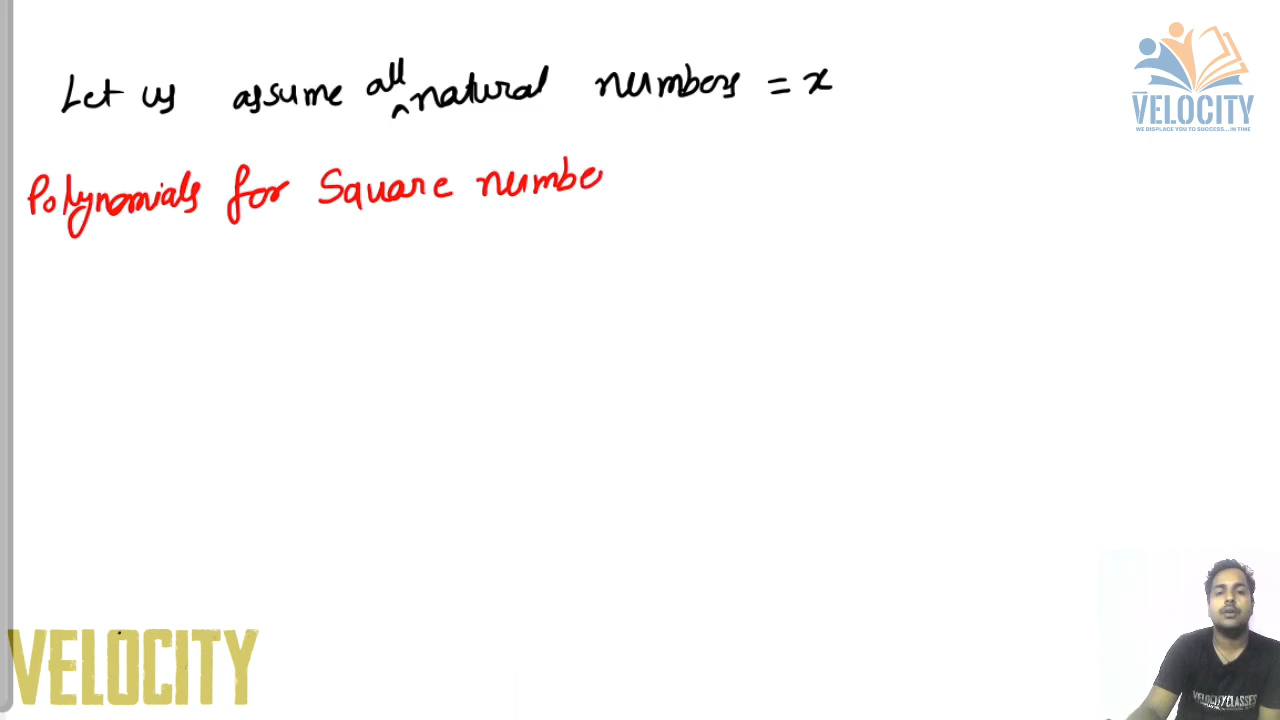 Let us assume all natural numbers = x
Polynomials for Square numbe
VELOCITY
WE DISPLACE YOU TO SUCCESS...IN TIME
VELOCITY
VELOCITY CLASSES